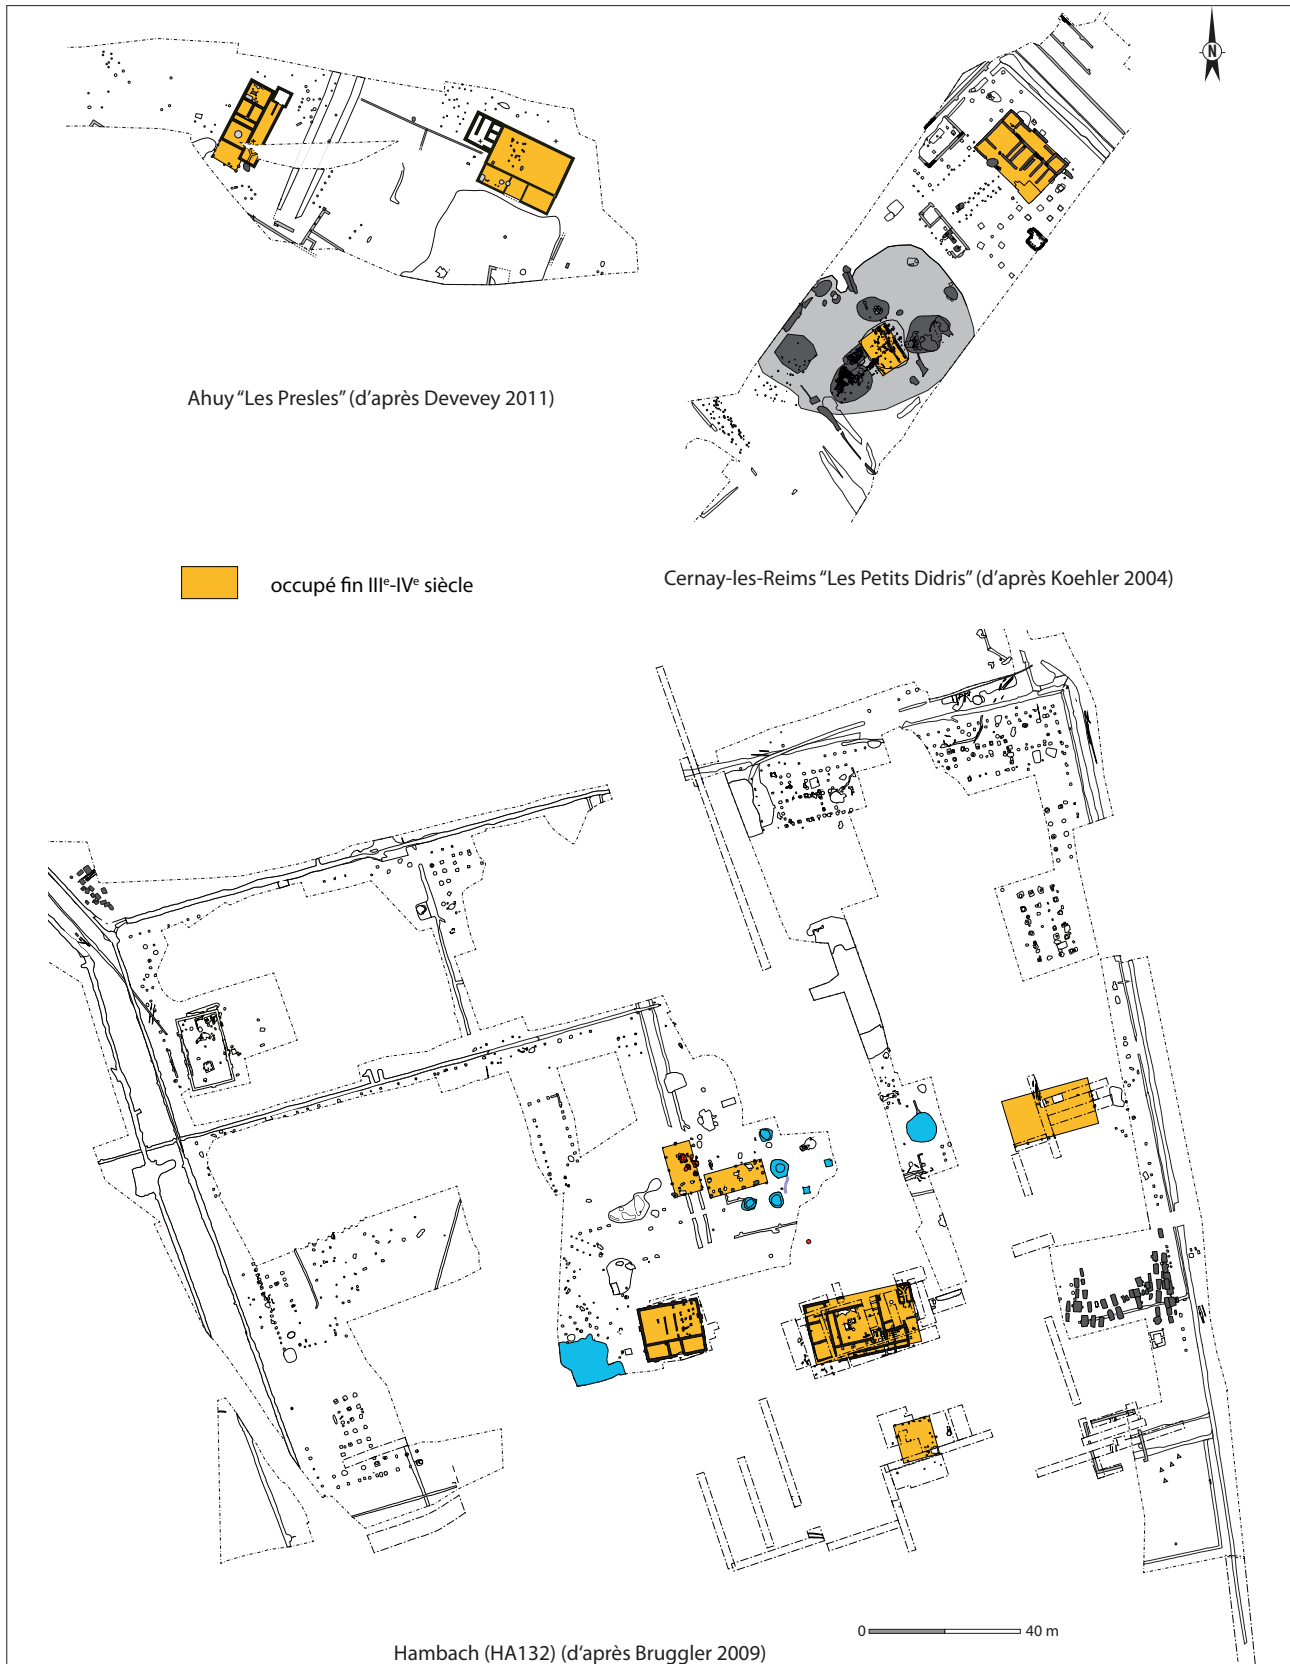 N
Ahuy “Les Presles” (d’après Devevey 2011)
occupé fin IIIe-IVe siècle
Cernay-les-Reims “Les Petits Didris” (d’après Koehler 2004)
0 40 m
Hambach (HA132) (d’après Bruggler 2009)